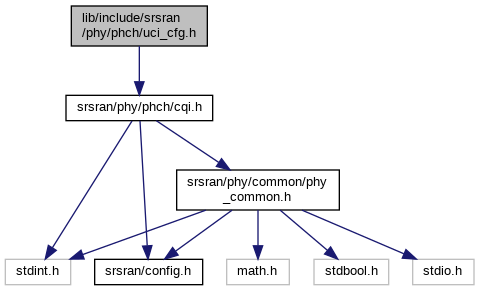 lib/include/srsran
/phy/phch/uci_cfg.h
srsran/phy/phch/cqi.h
srsran/phy/common/phy
_common.h
stdint.h
srsran/config.h
math.h
stdbool.h
stdio.h